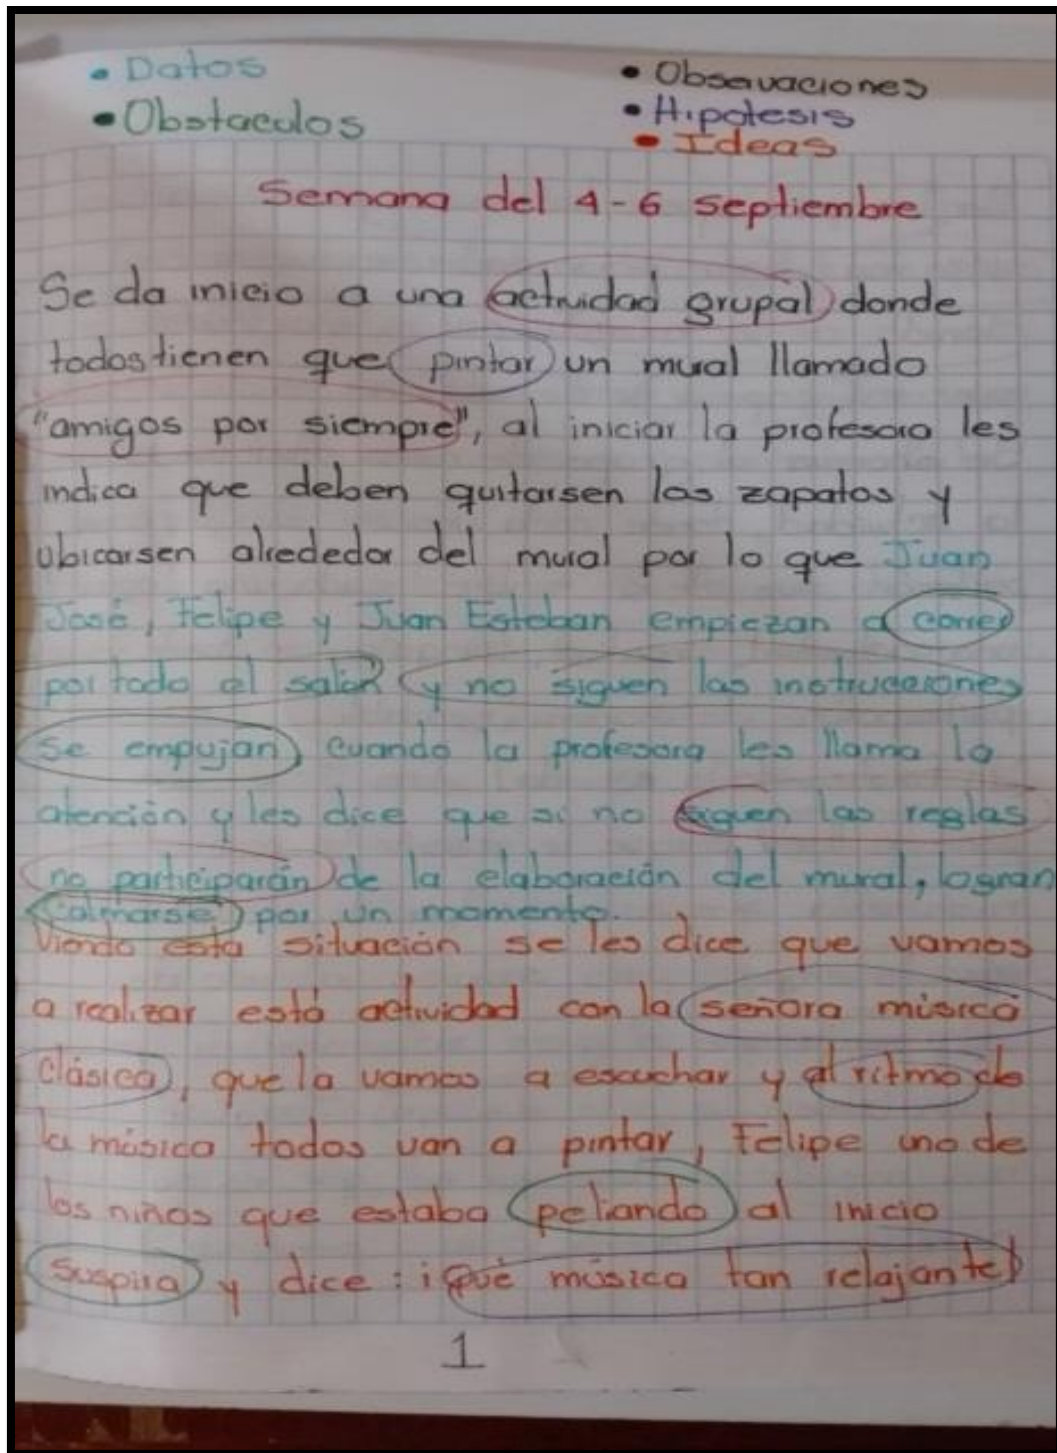 • Datos
• Obstaculos
• Observaciones
• Hipotesis
• Ideas
Semana del 4-6 septiembre
Se da inicio a una actividad grupal donde
todos tienen que pintar un mural llamado
"amigos por siempre", al iniciar la profesora les
indica que deben quitarsen los zapatos y
ubicarsen alrededor del mural por lo que Juan
José, Felipe y Juan Esteban empiezan a correr
por todo el salón y no siguen las instrucciones
se empujan, cuando la profesora les llama la
atención y les dice que si no siguen las reglas
no participarán de la elaboración del mural, logran
calmarse por un momento.
Viendo esta situación se les dice que vamos
a realizar está actividad con la señora música
clásica, que la vamos a escuchar y al ritmo de
la música todos van a pintar, Felipe uno de
los niños que estaba peliando al inicio
suspira y dice: ¡Qué música tan relajante!
1